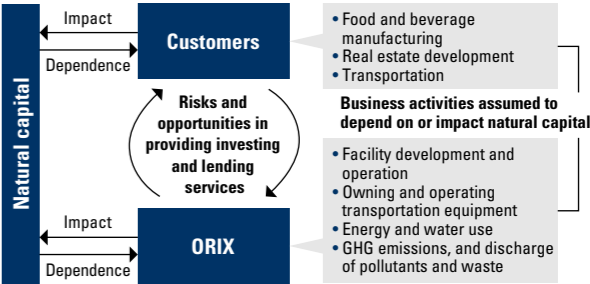 Natural capital
Impact
Dependence
Customers
• Food and beverage
manufacturing
• Real estate development
• Transportation
Risks and
opportunities in
providing investing
and lending
services
Business activities assumed to
depend on or impact natural capital
Impact
Dependence
ORIX
• Facility development and
operation
• Owning and operating
transportation equipment
• Energy and water use
• GHG emissions, and discharge
of pollutants and waste